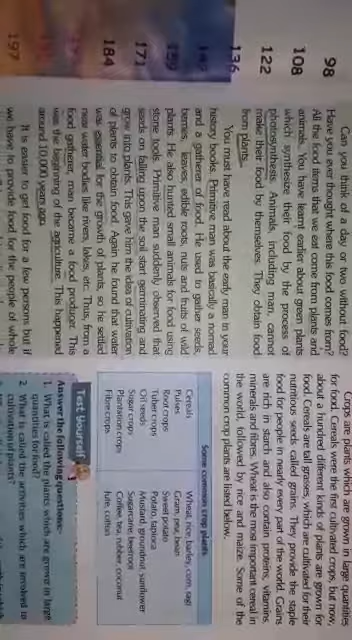 98
108
122
136
171
184
197
Can you think of a day or two without food?
Have you ever thought where this food comes from?
All the food items that we eat come from plants and
animals. You have learnt earlier about green plants
which synthesize their food by the process of
photosynthesis. Animals, including man, cannot
make their food by themselves. They obtain food
from plants.
You must have read about the early man in your
history books. Primitive man was basically a nomad
and a gatherer of food. He used to gather seeds,
berries, leaves, edible roots, nuts and fruits of wild
plants. He also hunted small animals for food using
stone tools. Primitive man suddenly observed that
seeds on falling upon the soil start germinating and
grow into plants. This gave him the idea of cultivation
of plants to obtain food. Again he found that water
was essential for the growth of plants, so he settled
near water bodies like rivers, lakes, etc. Thus, from a
food gatherer, man became a food producer. This
was the beginning of the agriculture. This happened
around 10,000 years ago.
It is easier to get food for a few persons but if
we have to provide food for the people of whole
Crops are plants which are grown in large quantities
for food. Cereals were the first cultivated crops, but now,
about a hundred different kinds of plants are grown for
food. Cereals are tall grasses, which are cultivated for their
nutritious seeds called grains. They provide the staple
food for people in nearly every part of the world. Grains
are rich in starch and also contain proteins, vitamins,
minerals and fibres. Wheat is the most important cereal in
the world, followed by rice and maize. Some of the
common crop plants are listed below.
Some common crop plants
Cereals Wheat, rice, barley, corn, ragi
Pulses Gram, pea, bean
Root crops Sweet potato
Tuber crops Potato, tapioca
Oil seeds Mustard, groundnut, sunflower
Sugar crops Sugarcane, beetroot
Plantation crops Coffee, tea, rubber, coconut
Fibre crops Jute, cotton
Test Yourself
Answer the following questions:
1. What is called the plants which are grown in large
quantities for food?
2. What is called the activities which are involved in
cultivation of plants?